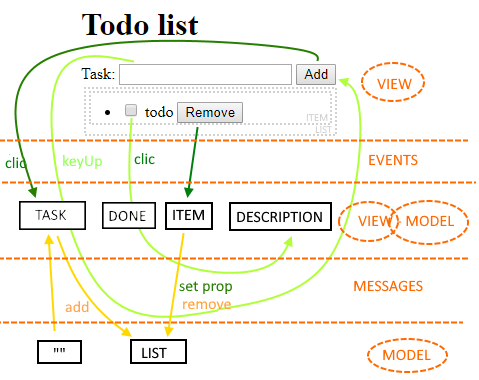 Todo list
Task: Add
VIEW
todo Remove
ITEM
LIST
clic keyUp clic EVENTS
TASK DONE ITEM DESCRIPTION VIEW MODEL
set prop MESSAGES
add remove
"" LIST MODEL